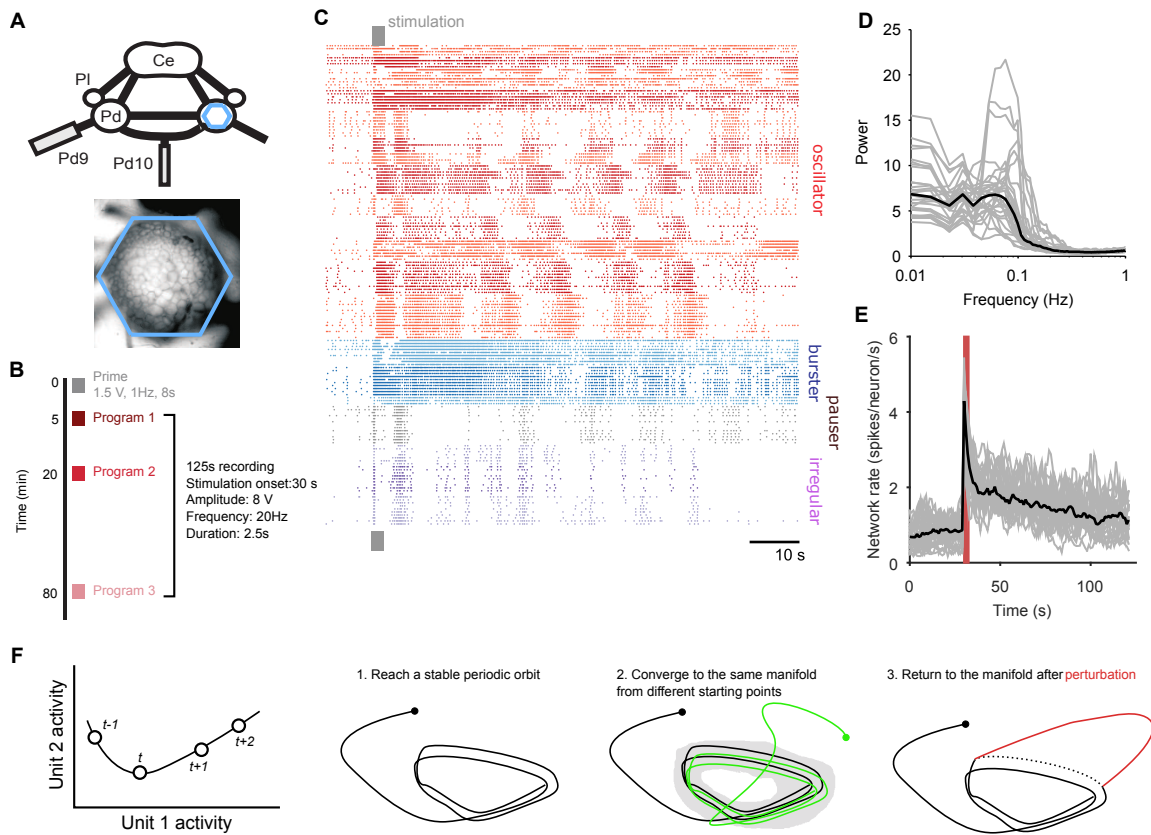 A
Ce
Pl
Pd
Pd9
Pd10
B
Time (min)
0
5
20
80
Prime
1.5 V, 1Hz, 8s
Program 1
Program 2
Program 3
125s recording
Stimulation onset:30 s
Amplitude: 8 V
Frequency: 20Hz
Duration: 2.5s
C
stimulation
oscillator
burster
pauser
irregular
10 s
D
Power
25
20
15
10
5
0
0.01
0.1
1
Frequency (Hz)
E
Network rate (spikes/neuron/s)
6
4
2
0
0
50
100
Time (s)
F
Unit 2 activity
t-1
t
t+1
t+2
Unit 1 activity
1. Reach a stable periodic orbit
2. Converge to the same manifold
from different starting points
3. Return to the manifold after perturbation